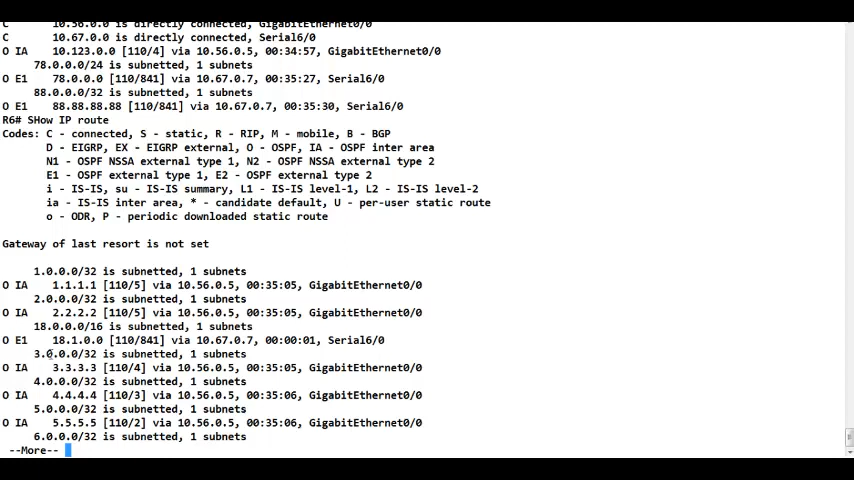 C     10.56.0.0 is directly connected, GigabitEthernet0/0
C     10.67.0.0 is directly connected, Serial6/0
O IA    10.123.0.0 [110/4] via 10.56.0.5, 00:34:57, GigabitEthernet0/0
     78.0.0.0/24 is subnetted, 1 subnets
O E1    78.0.0.0 [110/841] via 10.67.0.7, 00:35:27, Serial6/0
     88.0.0.0/32 is subnetted, 1 subnets
O E1    88.88.88.88 [110/841] via 10.67.0.7, 00:35:30, Serial6/0
R6# SHow IP route
Codes: C - connected, S - static, R - RIP, M - mobile, B - BGP
       D - EIGRP, EX - EIGRP external, O - OSPF, IA - OSPF inter area
       N1 - OSPF NSSA external type 1, N2 - OSPF NSSA external type 2
       E1 - OSPF external type 1, E2 - OSPF external type 2
       i - IS-IS, su - IS-IS summary, L1 - IS-IS level-1, L2 - IS-IS level-2
       ia - IS-IS inter area, * - candidate default, U - per-user static route
       o - ODR, P - periodic downloaded static route
Gateway of last resort is not set
     1.0.0.0/32 is subnetted, 1 subnets
O IA    1.1.1.1 [110/5] via 10.56.0.5, 00:35:05, GigabitEthernet0/0
     2.0.0.0/32 is subnetted, 1 subnets
O IA    2.2.2.2 [110/5] via 10.56.0.5, 00:35:05, GigabitEthernet0/0
     18.0.0.0/16 is subnetted, 1 subnets
O E1    18.1.0.0 [110/841] via 10.67.0.7, 00:00:01, Serial6/0
     3.0.0.0/32 is subnetted, 1 subnets
O IA    3.3.3.3 [110/4] via 10.56.0.5, 00:35:06, GigabitEthernet0/0
     4.0.0.0/32 is subnetted, 1 subnets
O IA    4.4.4.4 [110/3] via 10.56.0.5, 00:35:06, GigabitEthernet0/0
     5.0.0.0/32 is subnetted, 1 subnets
O IA    5.5.5.5 [110/2] via 10.56.0.5, 00:35:06, GigabitEthernet0/0
     6.0.0.0/32 is subnetted, 1 subnets
 --More--